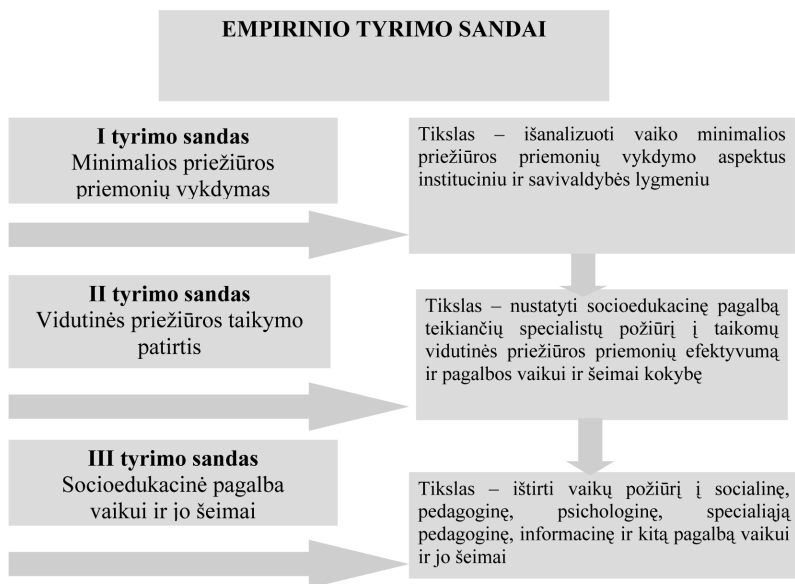 EMPIRINIO TYRIMO SANDAI
I tyrimo sandas
Minimalios priežiūros
priemonių vykdymas
Tikslas – išanalizuoti vaiko minimalios
priežiūros priemonių vykdymo aspektus
instituciniu ir savivaldybės lygmeniu
II tyrimo sandas
Vidutinės priežiūros taikymo
patirtis
Tikslas – nustatyti socioedukacinę pagalbą
teikiančių specialistų požiūrį į taikomų
vidutinės priežiūros priemonių efektyvumą
ir pagalbos vaikui ir šeimai kokybę
III tyrimo sandas
Socioedukacinė pagalba
vaikui ir jo šeimai
Tikslas – ištirti vaikų požiūrį į socialinę,
pedagoginę, psichologinę, specialiąją
pedagoginę, informacinę ir kitą pagalbą vaikui
ir jo šeimai